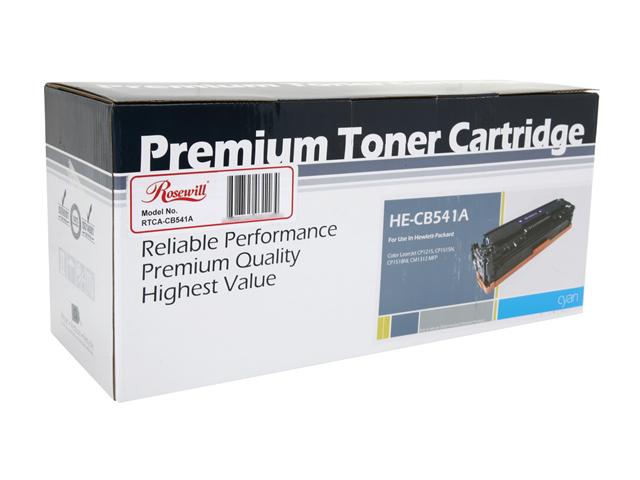 Premium Toner Cartridge
Rosewill
Model No.
RTCA-CB541A
Reliable Performance
Premium Quality
Highest Value
HE-CB541A
For Use In Hewlett Packard
Color LaserJet CP1215, CP1515N,
CP1518NI, CM1312 MFP
cyan